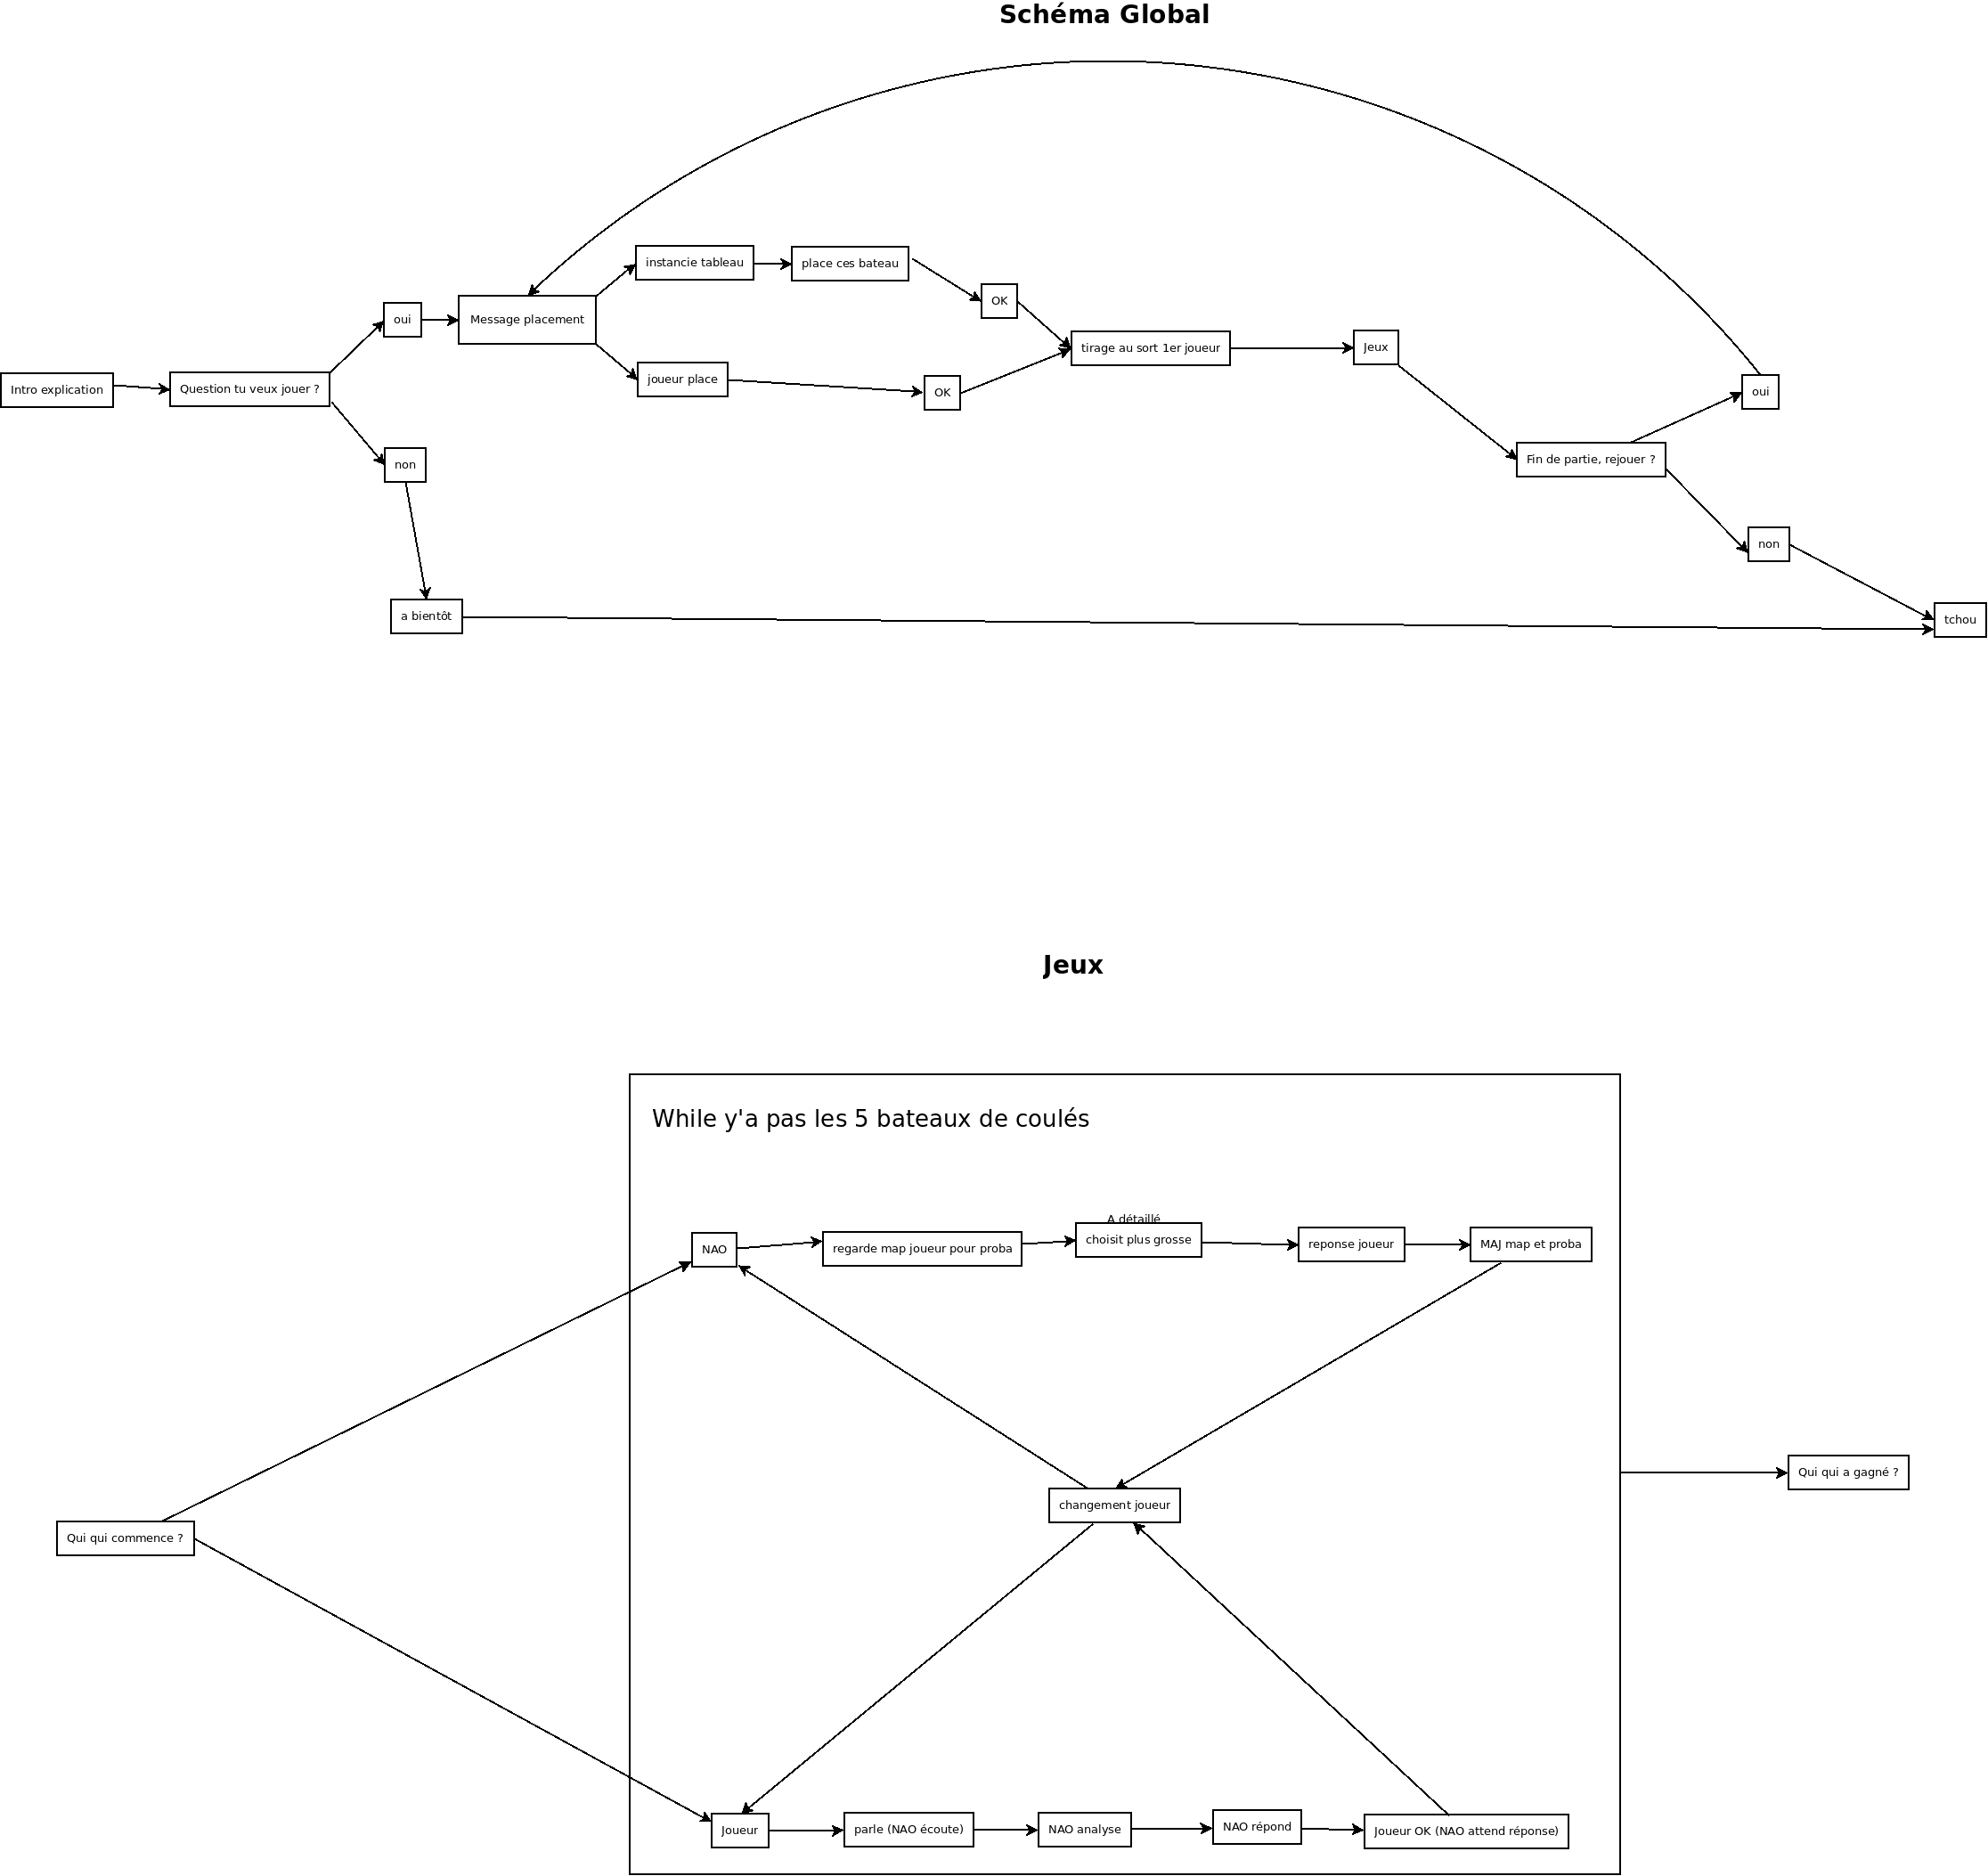 Schéma Global
instancie tableau
place ces bateau
OK
oui
Message placement
tirage au sort 1er joueur
Jeux
joueur place
OK
Intro explication
Question tu veux jouer ?
oui
non
Fin de partie, rejouer ?
non
a bientôt
tchou
Jeux
While y'a pas les 5 bateaux de coulés
A détaillé
NAO
regarde map joueur pour proba
choisit plus grosse
reponse joueur
MAJ map et proba
Qui qui a gagné ?
changement joueur
Qui qui commence ?
Joueur
parle (NAO écoute)
NAO analyse
NAO répond
Joueur OK (NAO attend réponse)